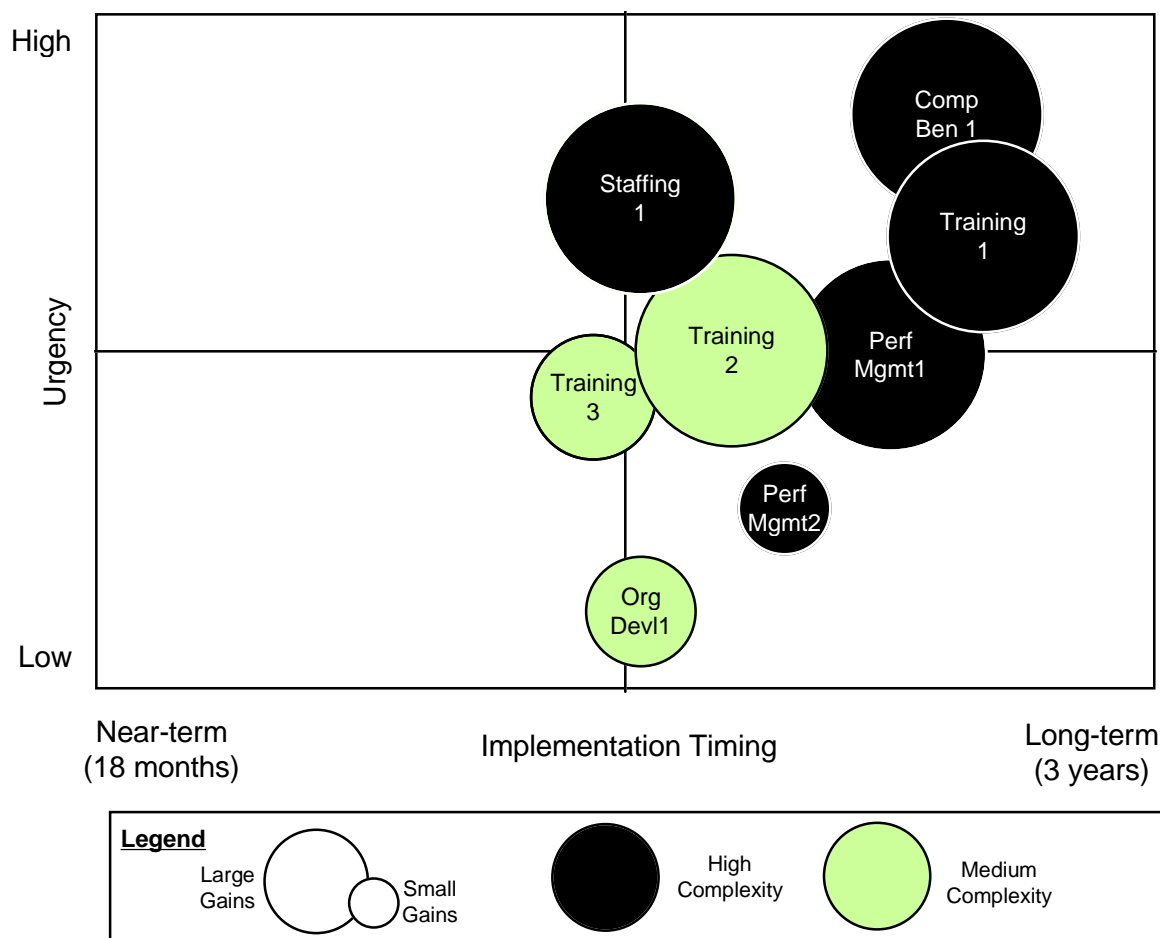 High
Comp
Ben 1
Staffing
1
Training
1
Urgency
Training
2
Perf
Mgmt1
Training
3
Perf
Mgmt2
Org
Devl1
Low
Near-term
(18 months)
Implementation Timing
Long-term
(3 years)
Legend
Large
Gains
Small
Gains
High
Complexity
Medium
Complexity